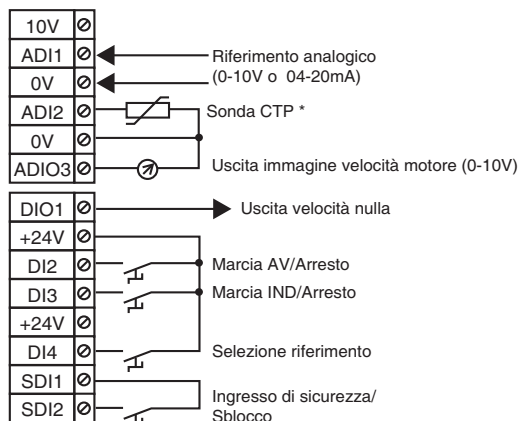 10V
ADI1
Riferimento analogico
0V
(0-10V o 04-20mA)
ADI2
Sonda CTP *
0V
ADIO3
Uscita immagine velocità motore (0-10V)
DIO1
Uscita velocità nulla
+24V
DI2
Marcia AV/Arresto
DI3
Marcia IND/Arresto
+24V
DI4
Selezione riferimento
SDI1
Ingresso di sicurezza/
SDI2
Sblocco